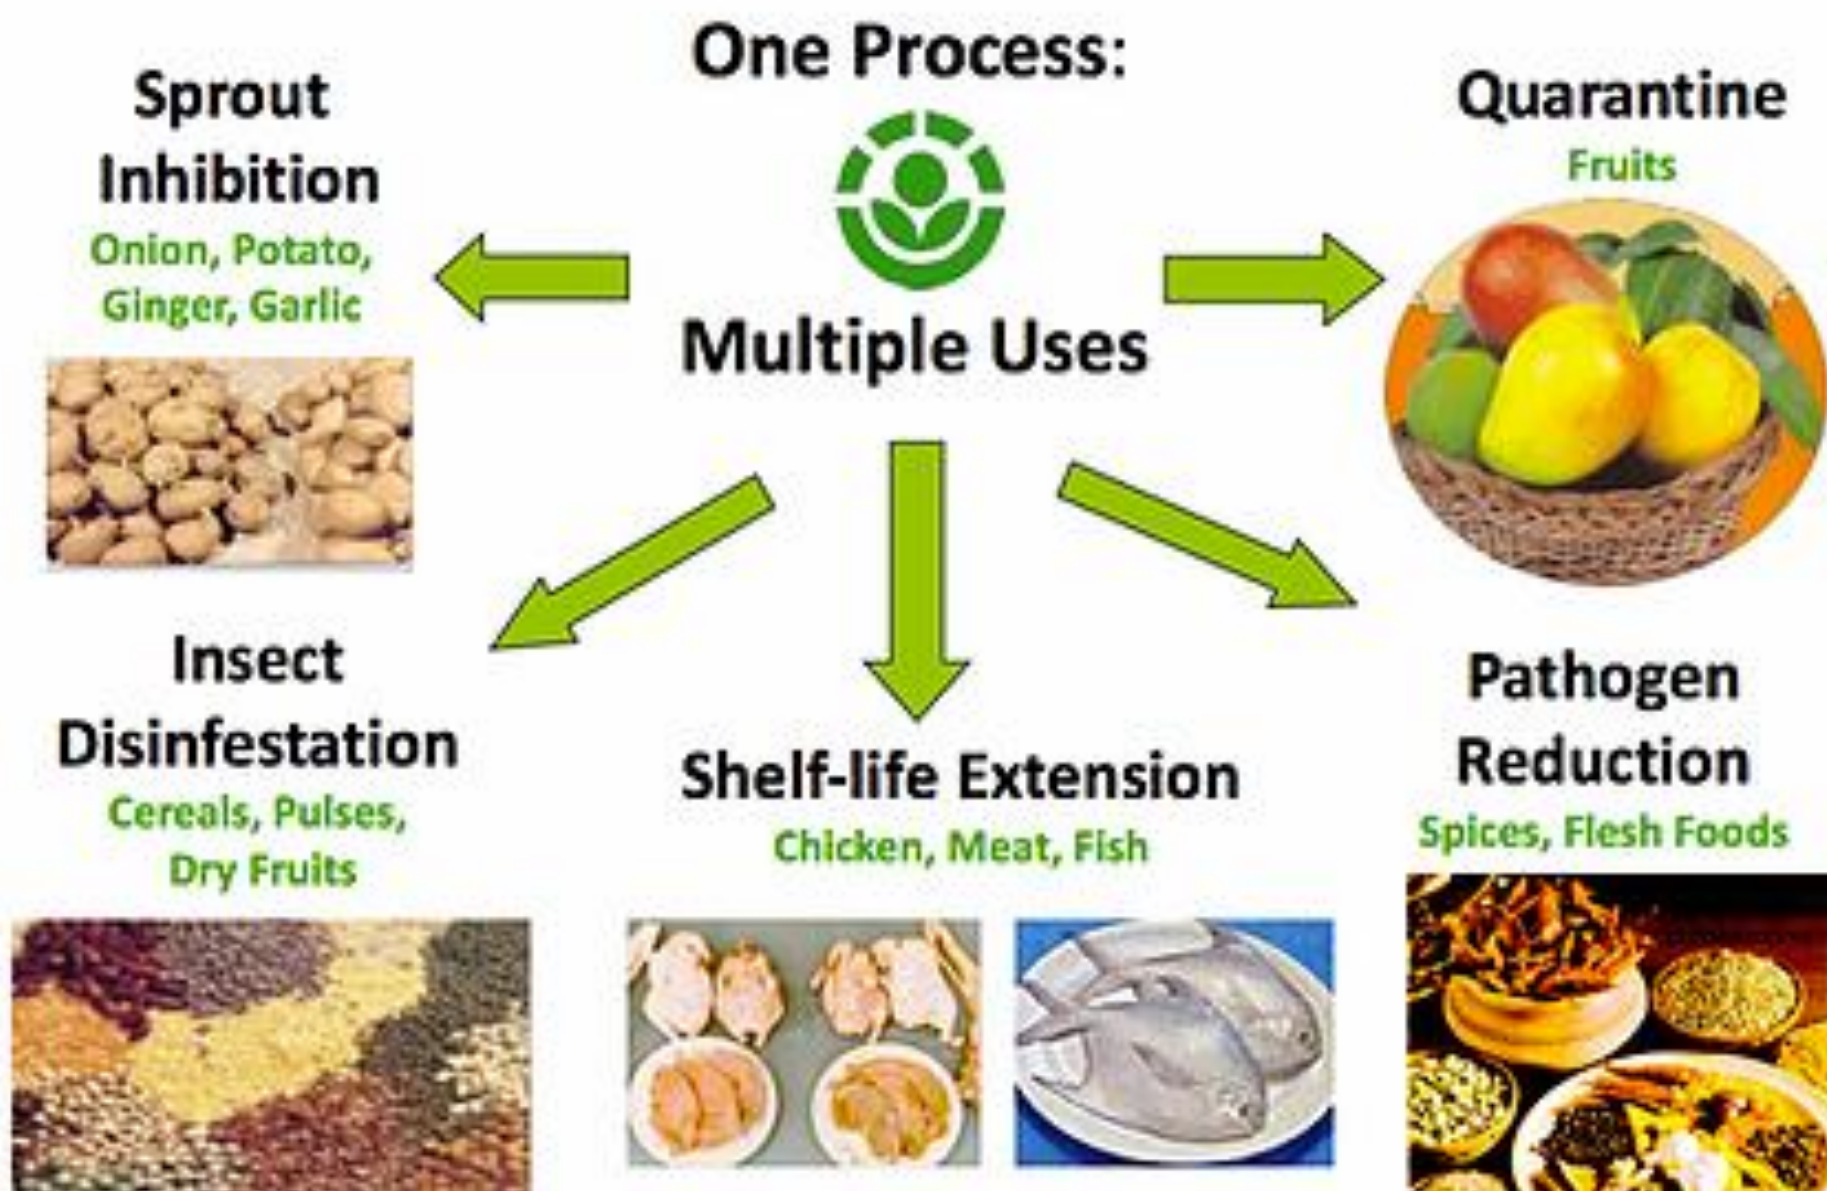 One Process:
Multiple Uses
Sprout
Inhibition
Onion, Potato,
Ginger, Garlic
Quarantine
Fruits
Insect
Disinfestation
Cereals, Pulses,
Dry Fruits
Shelf-life Extension
Chicken, Meat, Fish
Pathogen
Reduction
Spices, Flesh Foods